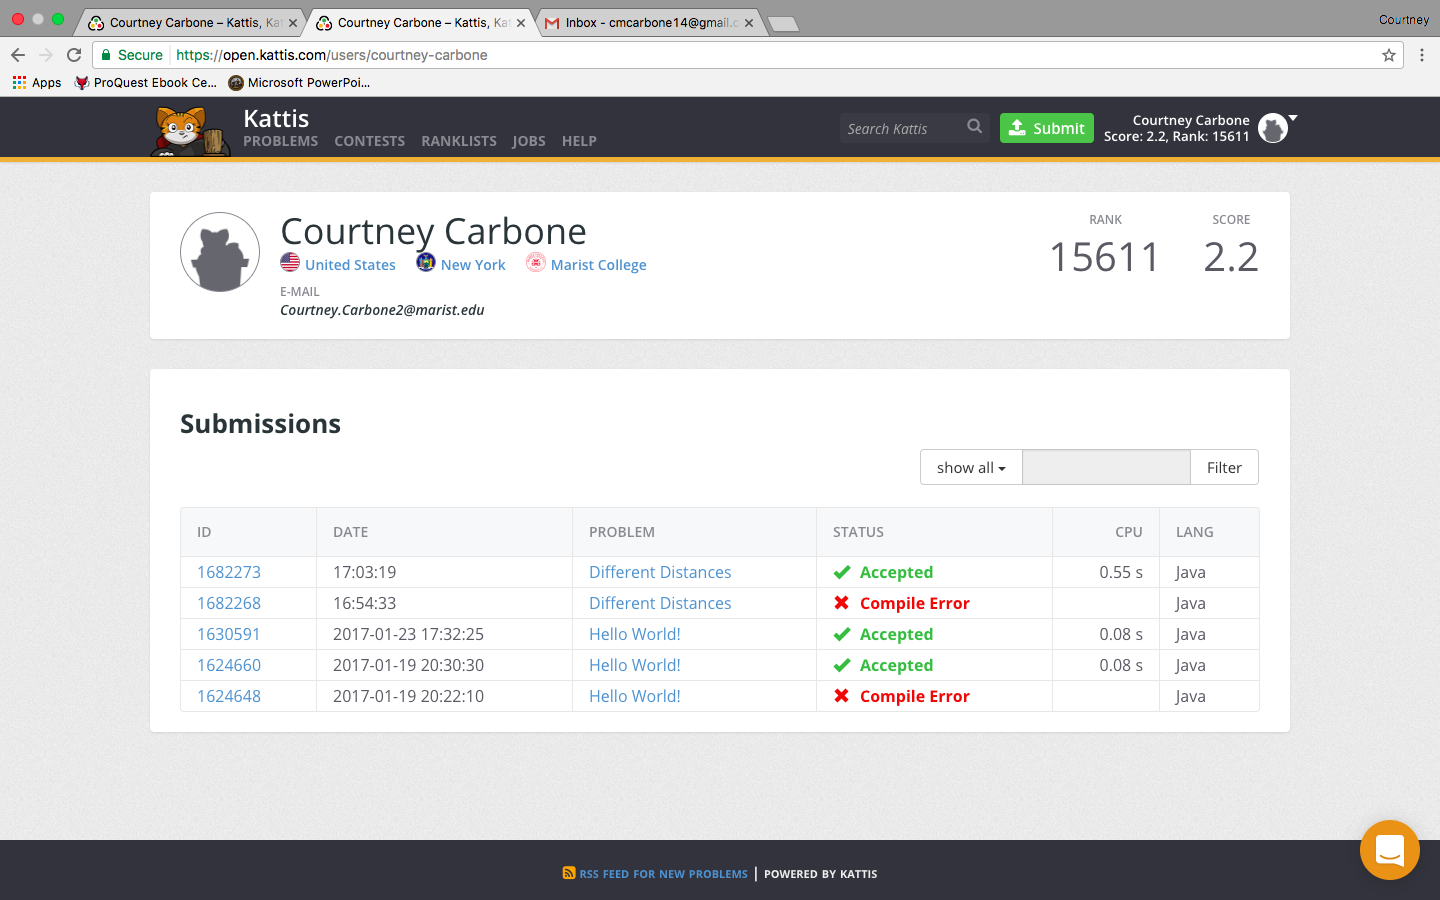 Courtney Carbone – Kattis, Kat
Courtney Carbone – Kattis, Kat
Inbox - cmcarbone14@gmail.c
Courtney
Secure https://open.kattis.com/users/courtney-carbone
Apps ProQuest Ebook Ce... Microsoft PowerPoi...
Kattis
PROBLEMS CONTESTS RANKLISTS JOBS HELP
Search Kattis
Submit
Courtney Carbone
Score: 2.2, Rank: 15611
Courtney Carbone
United States New York Marist College
E-MAIL
Courtney.Carbone2@marist.edu
RANK SCORE
15611 2.2
Submissions
show all Filter
ID DATE PROBLEM STATUS CPU LANG
1682273 17:03:19 Different Distances Accepted 0.55 s Java
1682268 16:54:33 Different Distances Compile Error Java
1630591 2017-01-23 17:32:25 Hello World! Accepted 0.08 s Java
1624660 2017-01-19 20:30:30 Hello World! Accepted 0.08 s Java
1624648 2017-01-19 20:22:10 Hello World! Compile Error Java
RSS FEED FOR NEW PROBLEMS | POWERED BY KATTIS